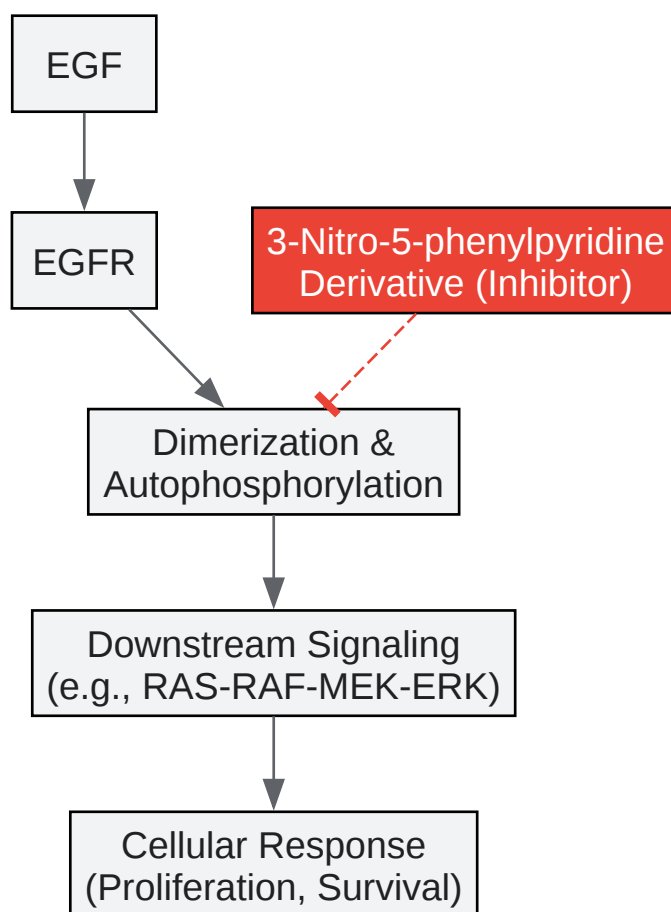 EGF
EGFR
3-Nitro-5-phenylpyridine
Derivative (Inhibitor)
Dimerization &
Autophosphorylation
Downstream Signaling
(e.g., RAS-RAF-MEK-ERK)
Cellular Response
(Proliferation, Survival)